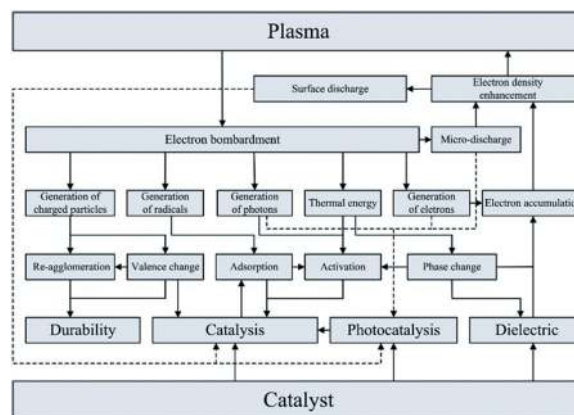 Plasma
Surface discharge
Electron density
enhancement
Electron bombardment
Micro-discharge
Generation of
charged particles
Generation
of radicals
Generation
of photons
Thermal energy
Generation
of eletrons
Electron accumulation
Re-agglomeration
Valence change
Adsorption
Activation
Phase change
Durability
Catalysis
Photocatalysis
Dielectric
Catalyst